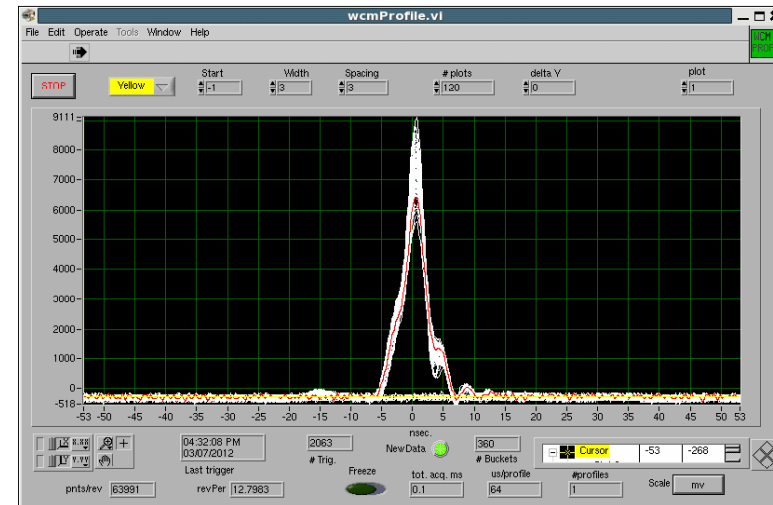 wcmProfile.vi
File Edit Operate Tools Window Help
WCM
PROF
Start Width Spacing # plots delta Y plot
STOP Yellow -1 3 3 120 0 1
9111
8000
7000
6000
5000
4000
3000
2000
1000
0
-518
-53 -50 -45 -40 -35 -30 -25 -20 -15 -10 -5 0 5 10 15 20 25 30 35 40 45 50 53
nsec.
X.XX 04:32:08 PM 2063 NewData 360 Cursor -53 -268
Y.YY 03/07/2012 # Trig. # Buckets
Last trigger Freeze tot. acq. ms us/profile #profiles
pnts/rev 63991 revPer 12.7983 0.1 64 1 Scale mv